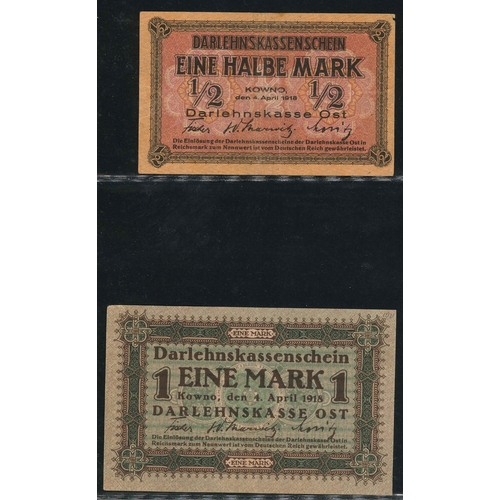 DARLEHNSKASSENSCHEIN
EINE HALBE MARK
1/2 KOWNO, 1/2
den 4. April 1918
Darlehnskasse Ost
Die Einlösung der Darlehnskassenscheine der Darlehnskasse Ost in
Reichsmark zum Nennwert ist vom Deutschen Reich gewährleistet.
EINE MARK
Darlehnskassenschein
1 EINE MARK 1
Kowno, den 4. April 1918
DARLEHNSKASSE OST
Die Einlösung der Darlehnskassenscheine der Darlehnskasse Ost in
Reichsmark zum Nennwert ist vom Deutschen Reich gewährleistet.
EINE MARK